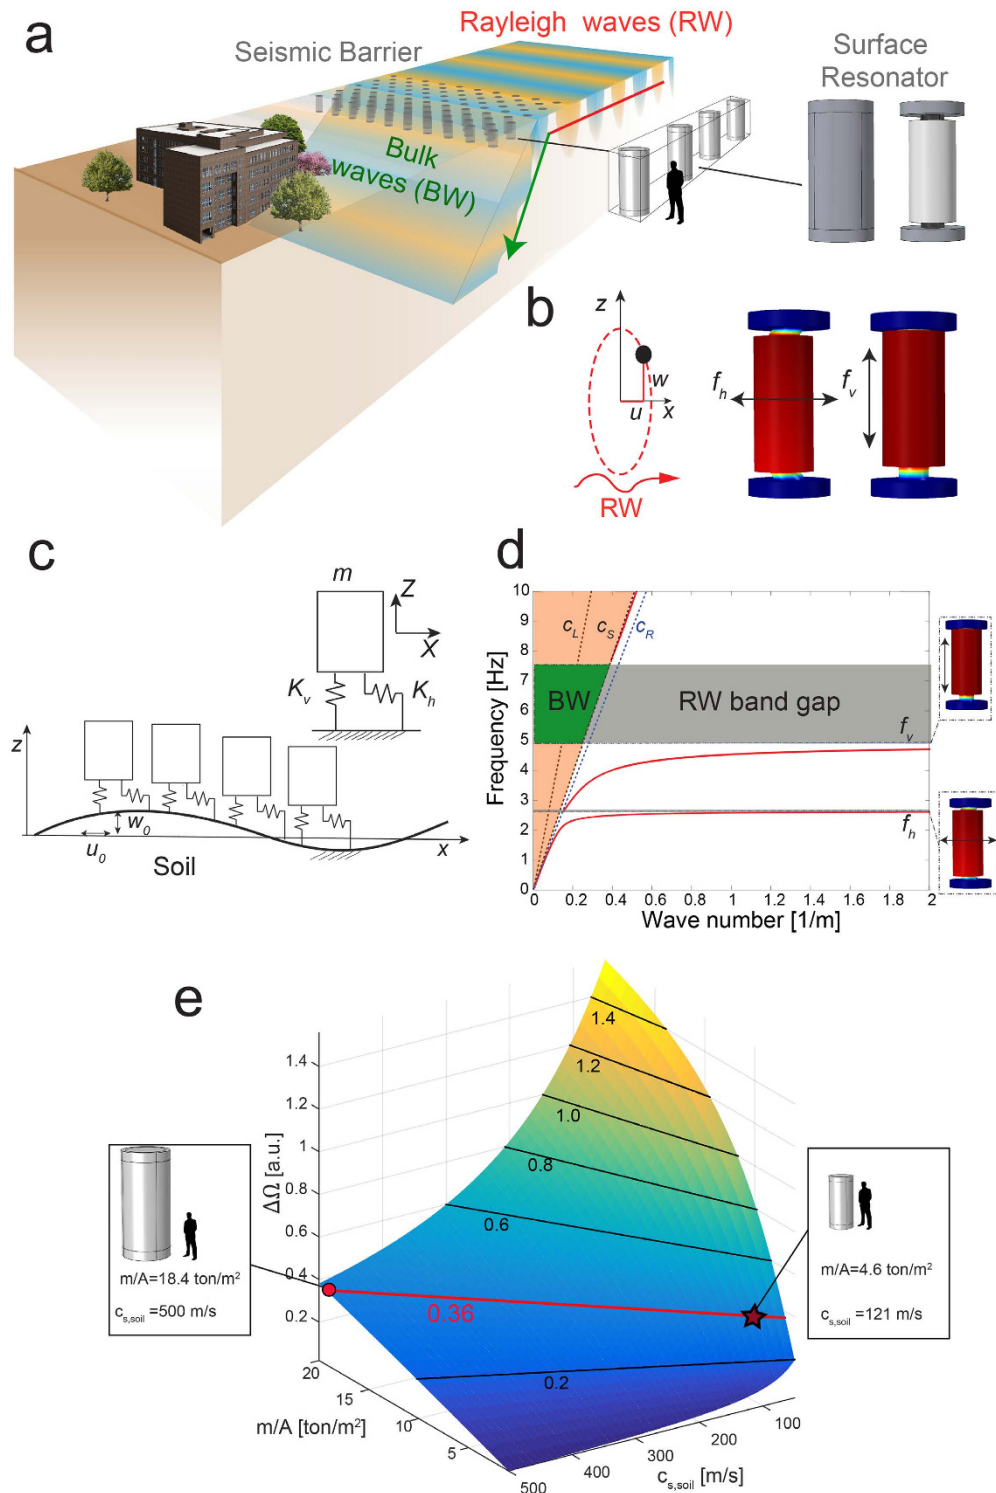 a
Rayleigh waves (RW)
Seismic Barrier
Surface
Resonator
Bulk
waves (BW)
b
z
w
u
x
RW
f_h
f_v
c
m
Z
X
K_v
K_h
z
w_0
u_0
x
Soil
d
Frequency [Hz]
10
9
8
7
6
5
4
3
2
1
0
c_L
c_S
c_R
BW
RW band gap
f_v
f_h
0
0.2
0.4
0.6
0.8
1
1.2
1.4
1.6
1.8
2
Wave number [1/m]
e
ΔΩ [a.u.]
1.4
1.2
1
0.8
0.6
0.4
0.2
1.4
1.2
1.0
0.8
0.6
0.36
0.2
m/A=18.4 ton/m²
c_{s,soil} =500 m/s
m/A=4.6 ton/m²
c_{s,soil} =121 m/s
20
15
10
5
m/A [ton/m²]
500
400
300
200
100
c_{s,soil} [m/s]